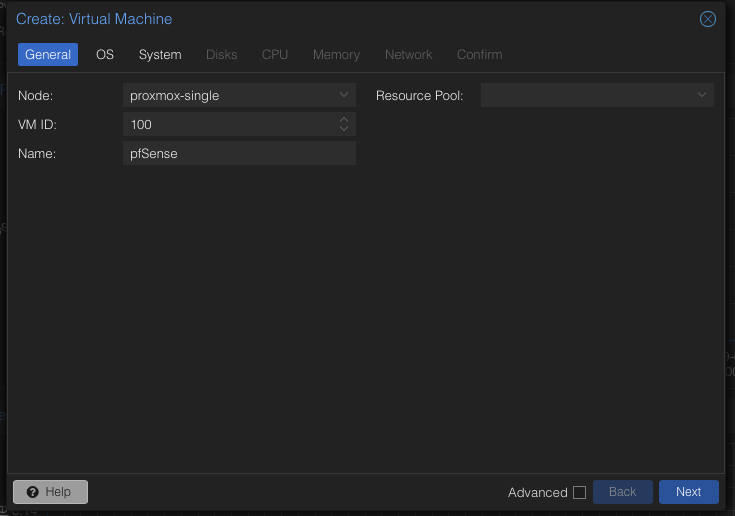 Create: Virtual Machine
General OS System Disks CPU Memory Network Confirm
Node: proxmox-single Resource Pool:
VM ID: 100
Name: pfSense
Help Advanced Back Next